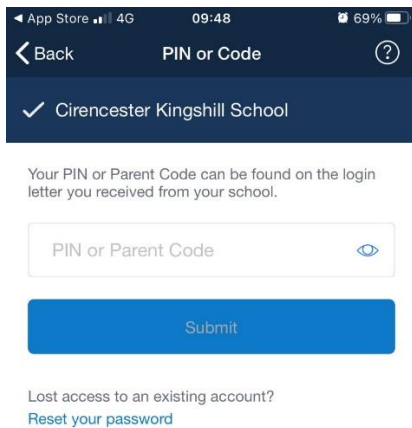 App Store 4G 09:48 69%
Back PIN or Code ?
Cirencester Kingshill School
Your PIN or Parent Code can be found on the login
letter you received from your school.
PIN or Parent Code
Submit
Lost access to an existing account?
Reset your password